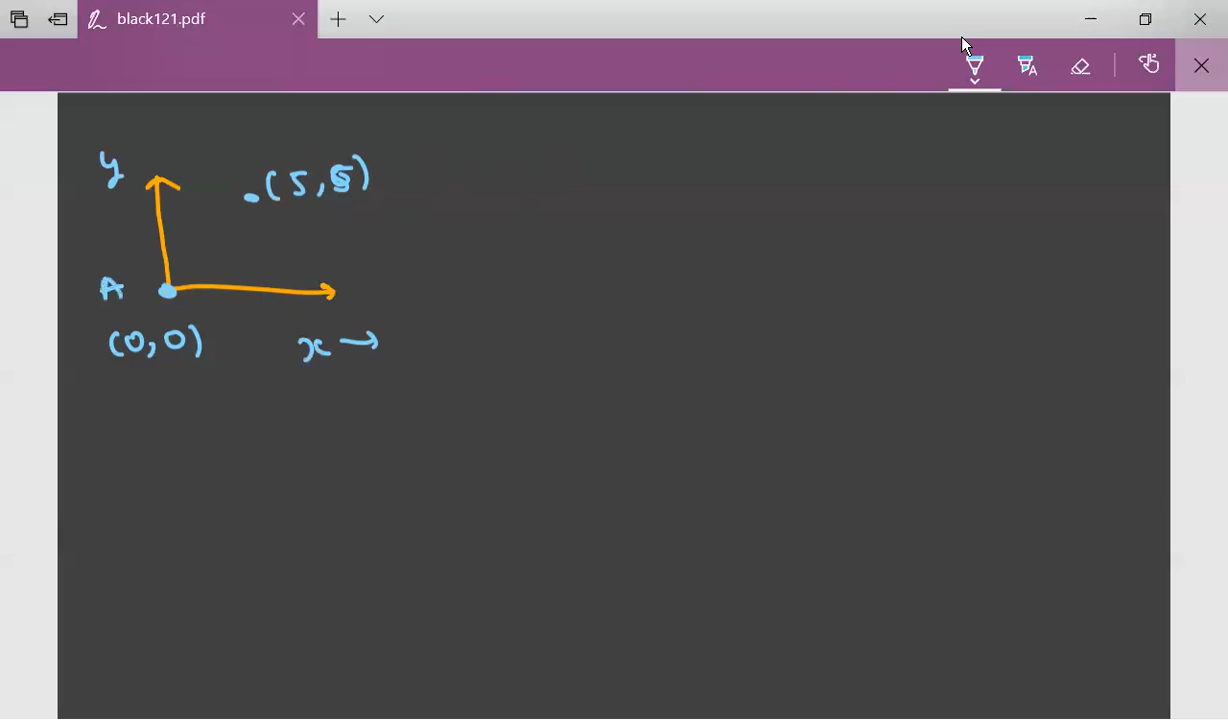 black121.pdf
y
.(5,5)
A
(0,0)
x →